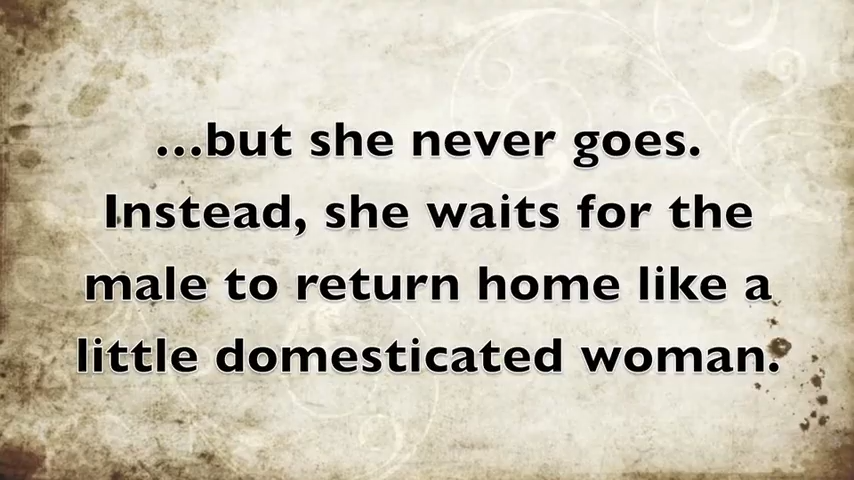 ...but she never goes.
Instead, she waits for the
male to return home like a
little domesticated woman.